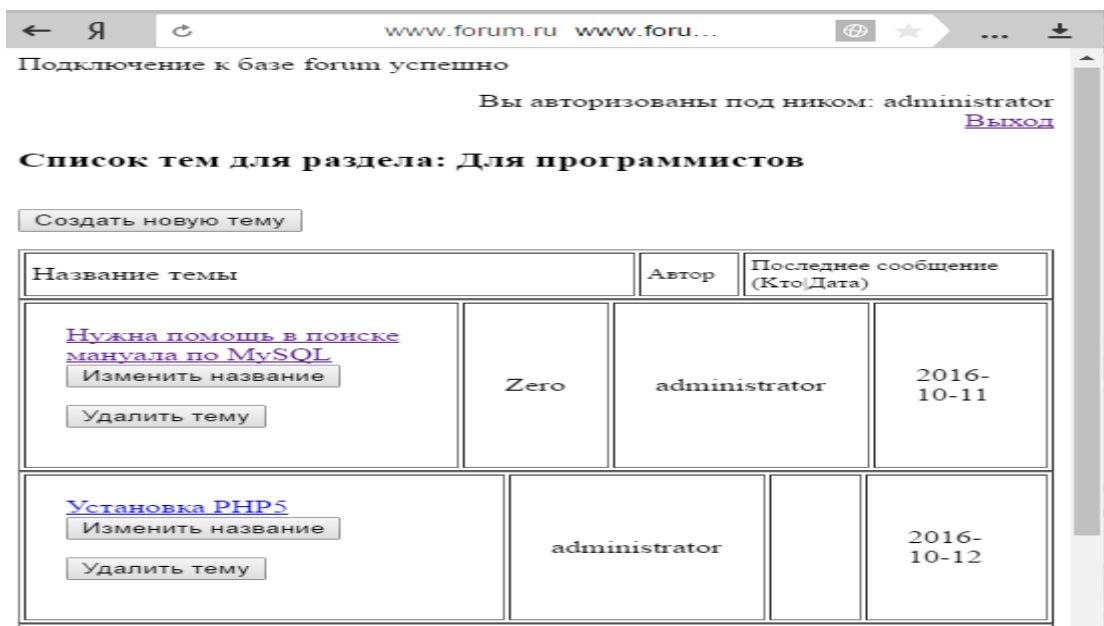 Я www.forum.ru www.foru... ...
Подключение к базе forum успешно
Вы авторизованы под ником: administrator
Выход
Список тем для раздела: Для программистов
Создать новую тему
Название темы
Автор
Последнее сообщение
(Кто|Дата)
Нужна помощь в поиске
мануала по MySQL
Изменить название
Удалить тему
Zero
administrator
2016-
10-11
Установка PHP5
Изменить название
Удалить тему
administrator
2016-
10-12